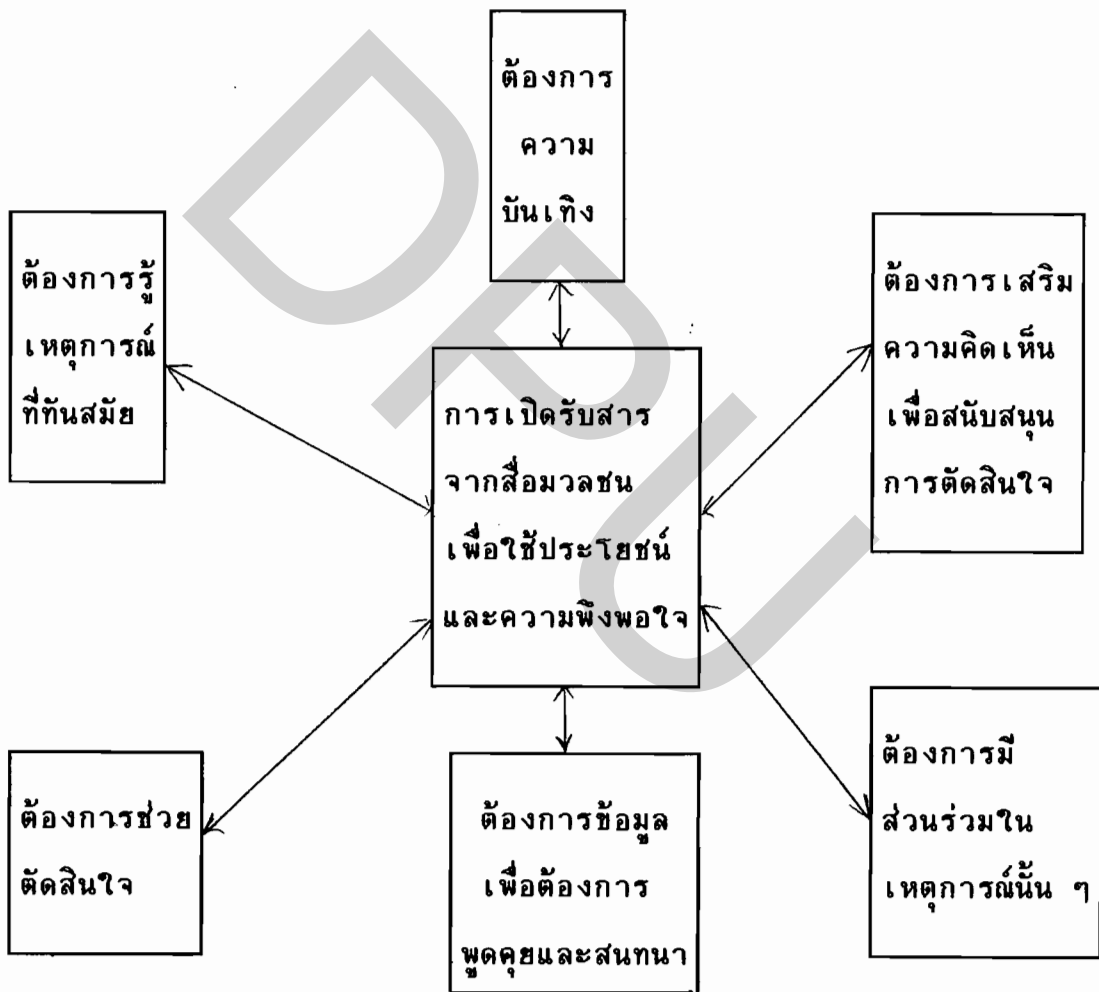 ต้องการ
ความ
บันเทิง
ต้องการรู้
เหตุการณ์
ที่ทันสมัย
ต้องการเสริม
ความคิดเห็น
เพื่อสนับสนุน
การตัดสินใจ
การเปิดรับสาร
จากสื่อมวลชน
เพื่อใช้ประโยชน์
และความพึงพอใจ
ต้องการช่วย
ตัดสินใจ
ต้องการข้อมูล
เพื่อต้องการ
พูดคุยและสนทนา
ต้องการมี
ส่วนร่วมใน
เหตุการณ์นั้น ๆ
DPU